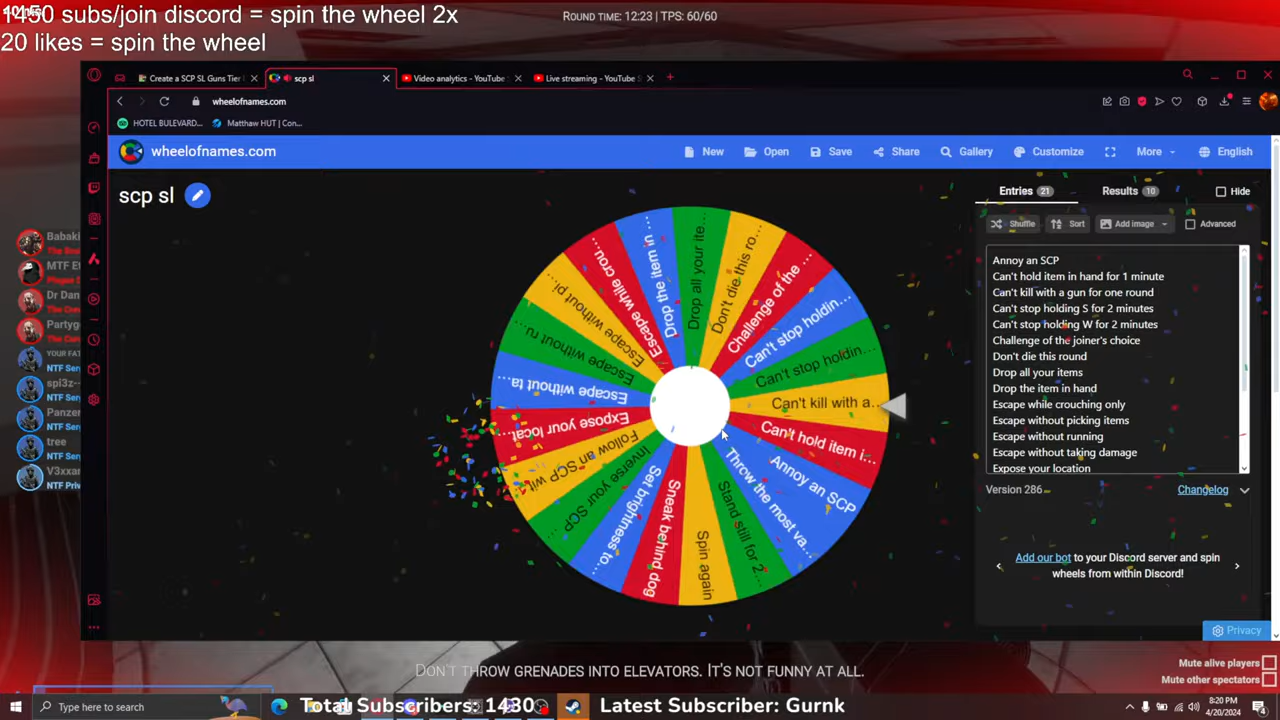 1450 subs/join discord = spin the wheel 2x
20 likes = spin the wheel
ROUND TIME: 12:23 | TPS: 60/60
Create a SCP SL Guns Tier
scp sl
Video analytics - YouTube
Live streaming - YouTube S
wheelofnames.com
HOTEL BULEVARD...
Matthaw HUT | Con...
wheelofnames.com
New
Open
Save
Share
Gallery
Customize
More
English
scp sl
Entries 21
Results 10
Hide
Shuffle
Sort
Add image
Advanced
Annoy an SCP
Can't hold item in hand for 1 minute
Can't kill with a gun for one round
Can't stop holding S for 2 minutes
Can't stop holding W for 2 minutes
Challenge of the joiner's choice
Don't die this round
Drop all your items
Drop the item in hand
Escape while crouching only
Escape without picking items
Escape without running
Escape without taking damage
Expose your location
Version 286
Changelog
Add our bot to your Discord server and spin
wheels from within Discord!
Privacy
Drop all your ite...
Don't die this ro...
Challenge of the ...
Can't stop holdin...
Can't stop holdin...
Can't kill with a...
Can't hold item i...
Annoy an SCP
Throw the most va...
Stand still for 2...
Spin again
Sneak behind dog
Set brightness to...
Inverse your SCP
Follow an SCP wit...
Expose your locat...
Escape without ta...
Escape without ru...
Escape without pi...
Escape while crou...
Drop the item in ...
Babaki
MTF E
Dr Dan
Partyg
YOUR FAT
NTF Ser
spi3z--
NTF Ser
Panzer
NTF Ser
tree
NTF Ser
V3xxar
NTF Priv
DON'T THROW GRENADES INTO ELEVATORS. IT'S NOT FUNNY AT ALL.
Mute alive players
Mute other spectators
Type here to search
Total Subscribers: 1430
Latest Subscriber: Gurnk
8:20 PM
4/20/2024